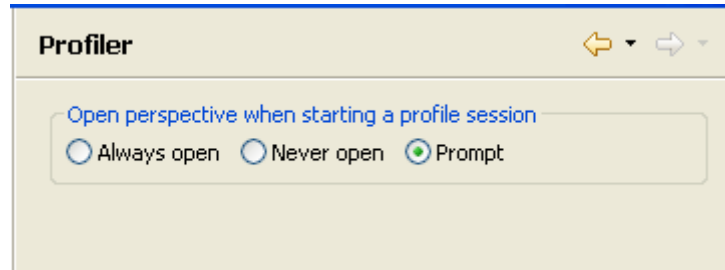 Profiler
Open perspective when starting a profile session
Always open Never open Prompt